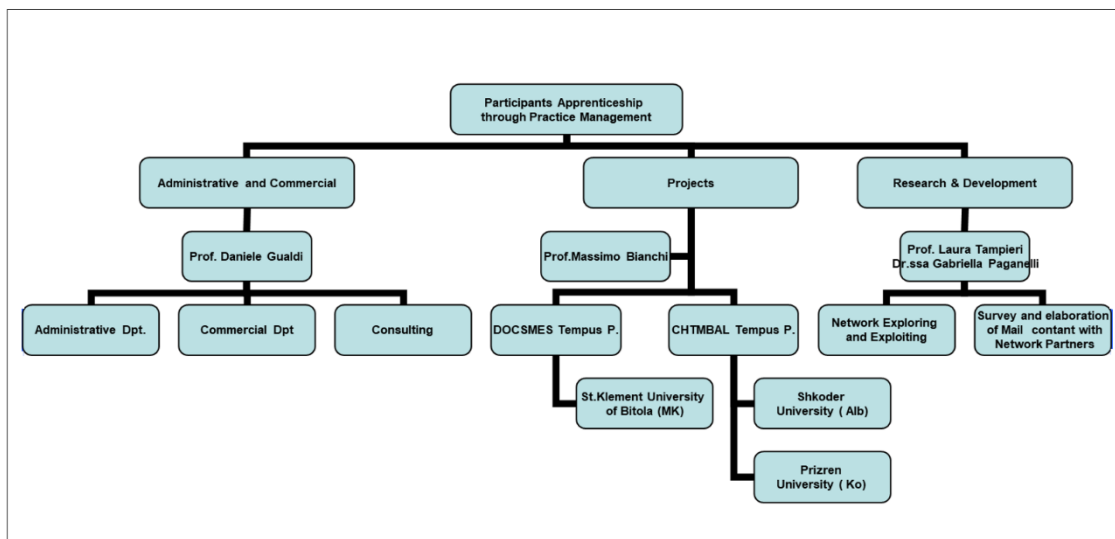 Participants Apprenticeship
through Practice Management
Administrative and Commercial
Projects
Research & Development
Prof. Daniele Gualdi
Prof.Massimo Bianchi
Prof. Laura Tampieri
Dr.ssa Gabriella Paganelli
Administrative Dpt.
Commercial Dpt
Consulting
DOCSMES Tempus P.
CHTMBAL Tempus P.
Network Exploring
and Exploiting
Survey and elaboration
of Mail contant with
Network Partners
St.Klement University
of Bitola (MK)
Shkoder
University ( Alb)
Prizren
University ( Ko)